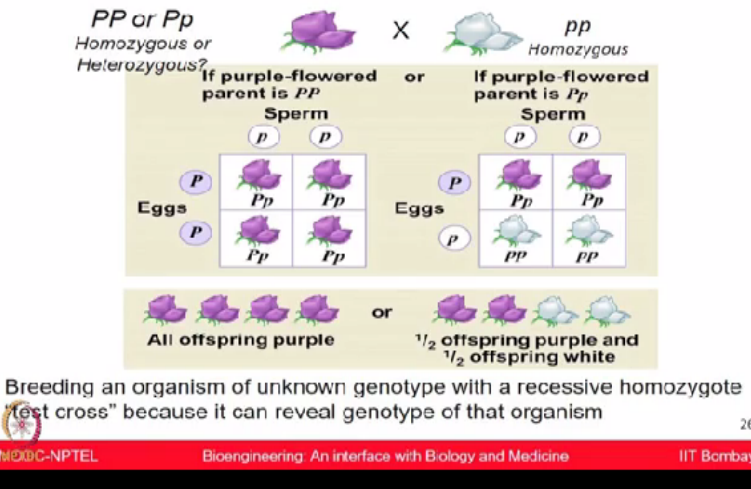 PP or Pp
Homozygous or
Heterozygous?
X
pp
Homozygous
If purple-flowered
parent is PP
or
If purple-flowered
parent is Pp
Sperm
p p
Eggs
P
P
Pp Pp
Pp Pp
Sperm
p p
Eggs
P
p
Pp Pp
pp pp
All offspring purple
or
1/2 offspring purple and
1/2 offspring white
Breeding an organism of unknown genotype with a recessive homozygote
“test cross” because it can reveal genotype of that organism
26
MOOC-NPTEL Bioengineering: An interface with Biology and Medicine IIT Bombay